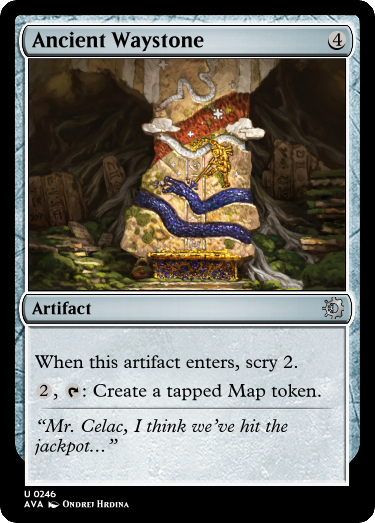 Ancient Waystone 4
Artifact
When this artifact enters, scry 2.
2, : Create a tapped Map token.
“Mr. Celac, I think we’ve hit the
jackpot…”
U 0246
AVA Ondrej Hrdina